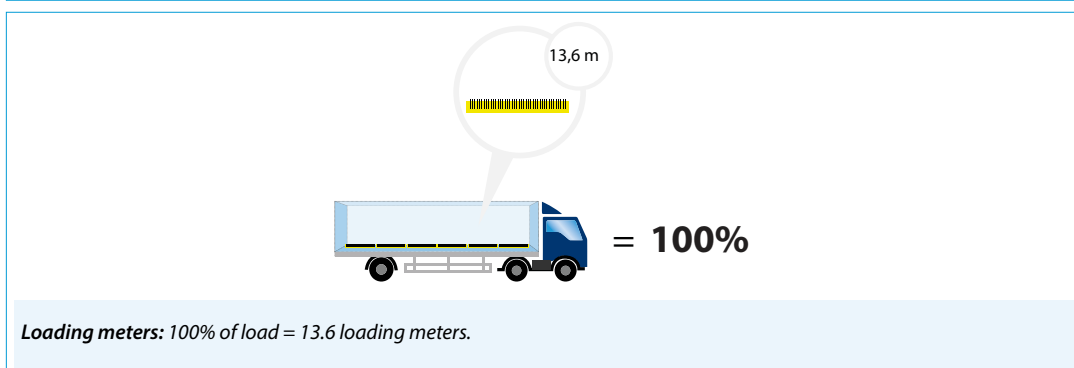 13,6 m
= 100%
Loading meters: 100% of load = 13.6 loading meters.